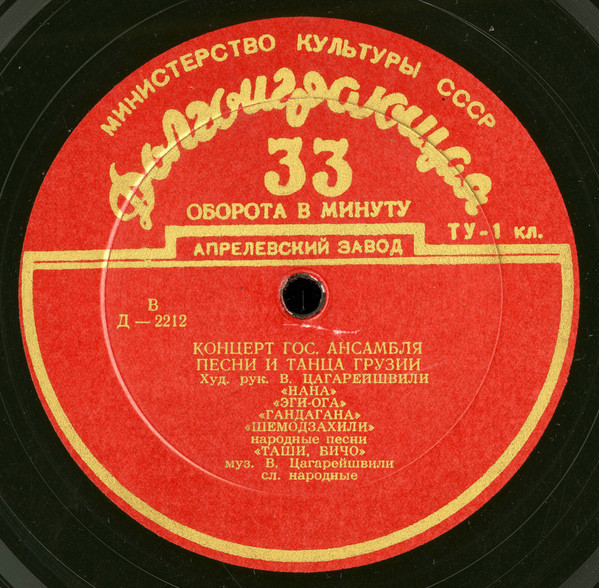 МИНИСТЕРСТВО КУЛЬТУРЫ СССР
Долгоиграющая
33
ОБОРОТА В МИНУТУ
ТУ-1 кл.
АПРЕЛЕВСКИЙ ЗАВОД
В
Д — 2212
КОНЦЕРТ ГОС. АНСАМБЛЯ
ПЕСНИ И ТАНЦА ГРУЗИИ
Худ. рук. В. ЦАГАРЕЙШВИЛИ
«НАНА»
«ЭГИ-ОГА»
«ГАНДАГАНА»
«ШЕМОДЗАХИЛИ»
народные песни
«ТАШИ, БИЧО»
муз. В. Цагарейшвили
сл. народные